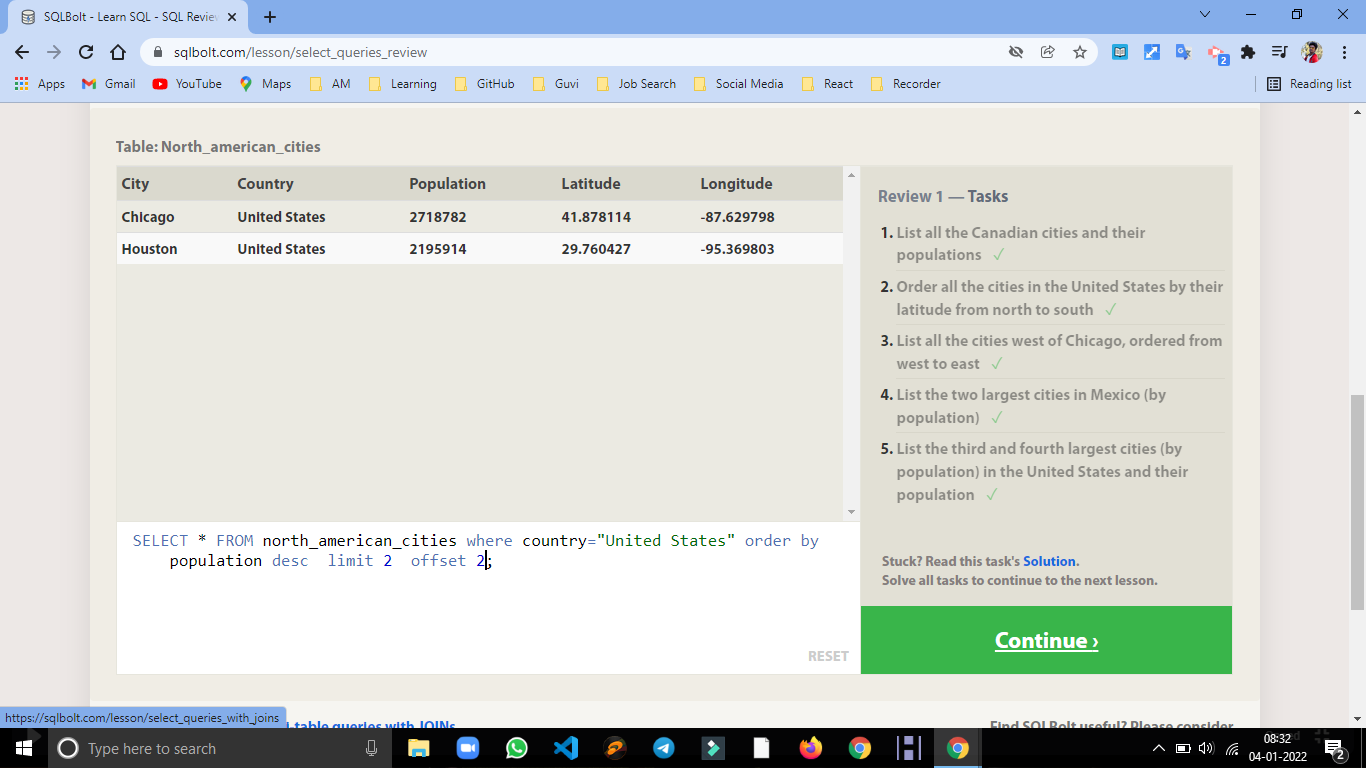 SQLBolt - Learn SQL - SQL Review
sqlbolt.com/lesson/select_queries_review
2
Apps Gmail YouTube Maps AM Learning GitHub Guvi Job Search Social Media React Recorder Reading list
Table: North_american_cities
City Country Population Latitude Longitude
Chicago United States 2718782 41.878114 -87.629798
Houston United States 2195914 29.760427 -95.369803
Review 1 — Tasks
1. List all the Canadian cities and their
populations ✓
2. Order all the cities in the United States by their
latitude from north to south ✓
3. List all the cities west of Chicago, ordered from
west to east ✓
4. List the two largest cities in Mexico (by
population) ✓
5. List the third and fourth largest cities (by
population) in the United States and their
population ✓
SELECT * FROM north_american_cities where country="United States" order by
population desc  limit 2  offset 2;
RESET
Stuck? Read this task's Solution.
Solve all tasks to continue to the next lesson.
Continue ›
https://sqlbolt.com/lesson/select_queries_with_joins
-table queries with JOINs
Find SQLBolt useful? Please consider
Type here to search
08:32
04-01-2022
2